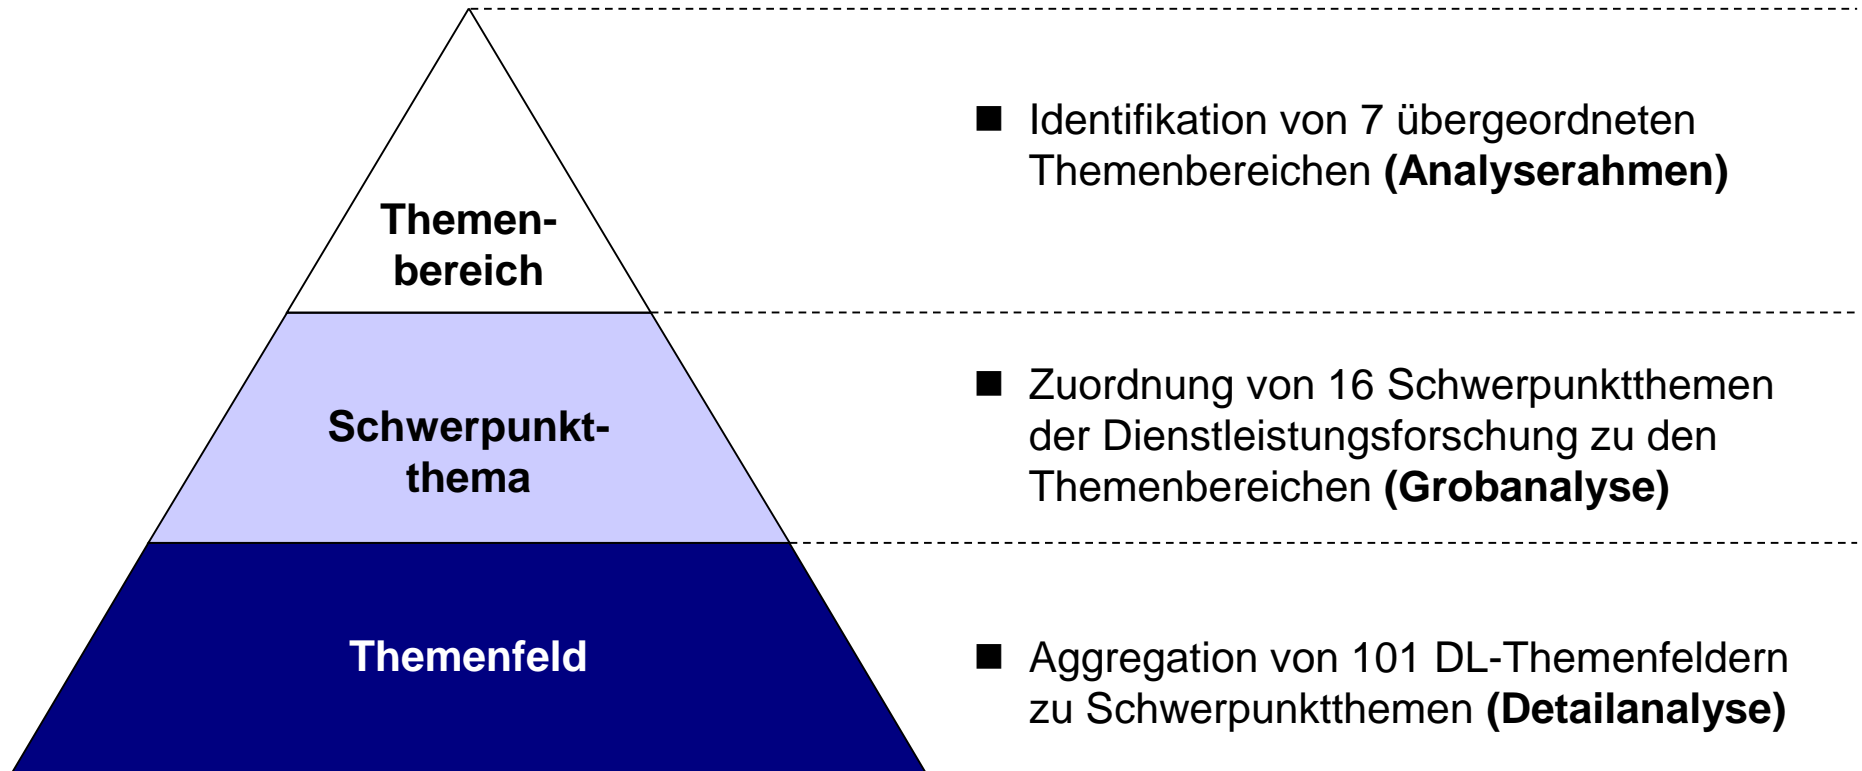 Themen-
bereich
■ Identifikation von 7 übergeordneten
Themenbereichen (Analyserahmen)
Schwerpunkt-
thema
■ Zuordnung von 16 Schwerpunktthemen
der Dienstleistungsforschung zu den
Themenbereichen (Grobanalyse)
Themenfeld
■ Aggregation von 101 DL-Themenfeldern
zu Schwerpunktthemen (Detailanalyse)